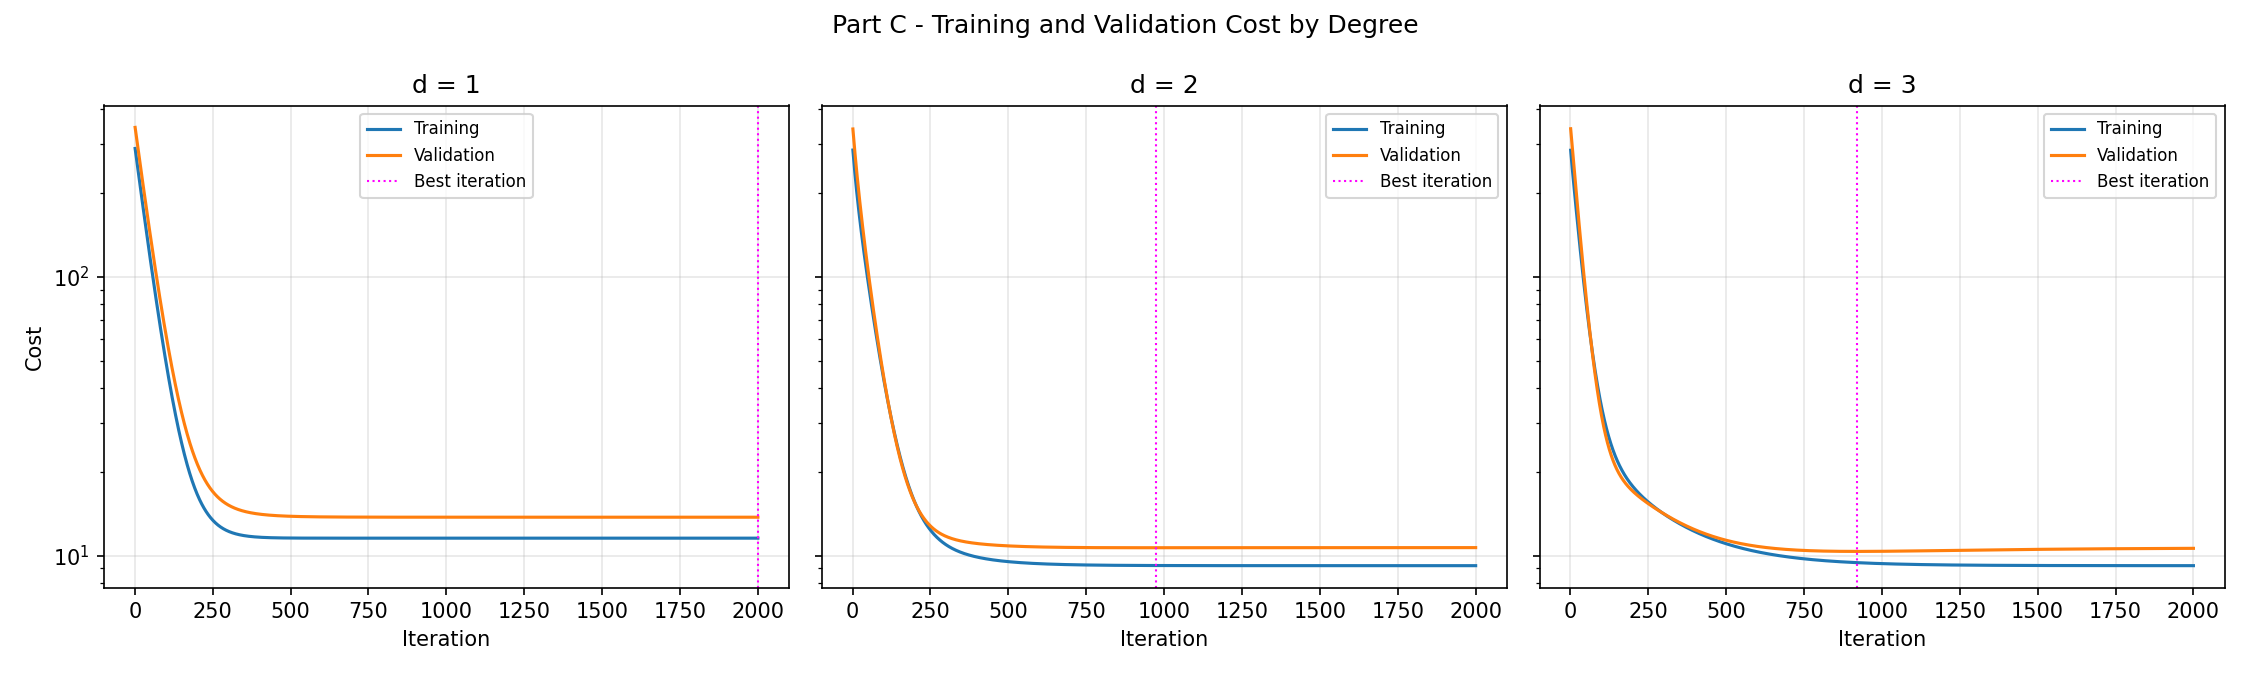 Part C - Training and Validation Cost by Degree
d = 1
Training
Validation
Best iteration
10²
10¹
Cost
0 250 500 750 1000 1250 1500 1750 2000
Iteration
d = 2
Training
Validation
Best iteration
0 250 500 750 1000 1250 1500 1750 2000
Iteration
d = 3
Training
Validation
Best iteration
0 250 500 750 1000 1250 1500 1750 2000
Iteration